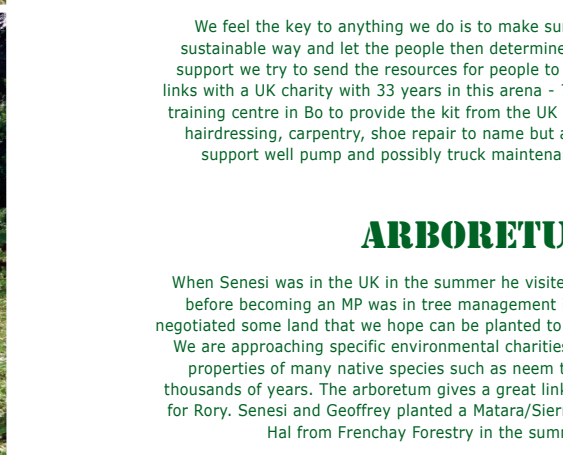 We feel the key to anything we do is to make su
sustainable way and let the people then determine
support we try to send the resources for people to
links with a UK charity with 33 years in this arena -
training centre in Bo to provide the kit from the UK
hairdressing, carpentry, shoe repair to name but
support well pump and possibly truck maintena
ARBORETU
When Senesi was in the UK in the summer he visite
before becoming an MP was in tree management
negotiated some land that we hope can be planted to
We are approaching specific environmental charities
properties of many native species such as neem
thousands of years. The arboretum gives a great link
for Rory. Senesi and Geoffrey planted a Matara/Sier
Hal from Frenchay Forestry in the sum